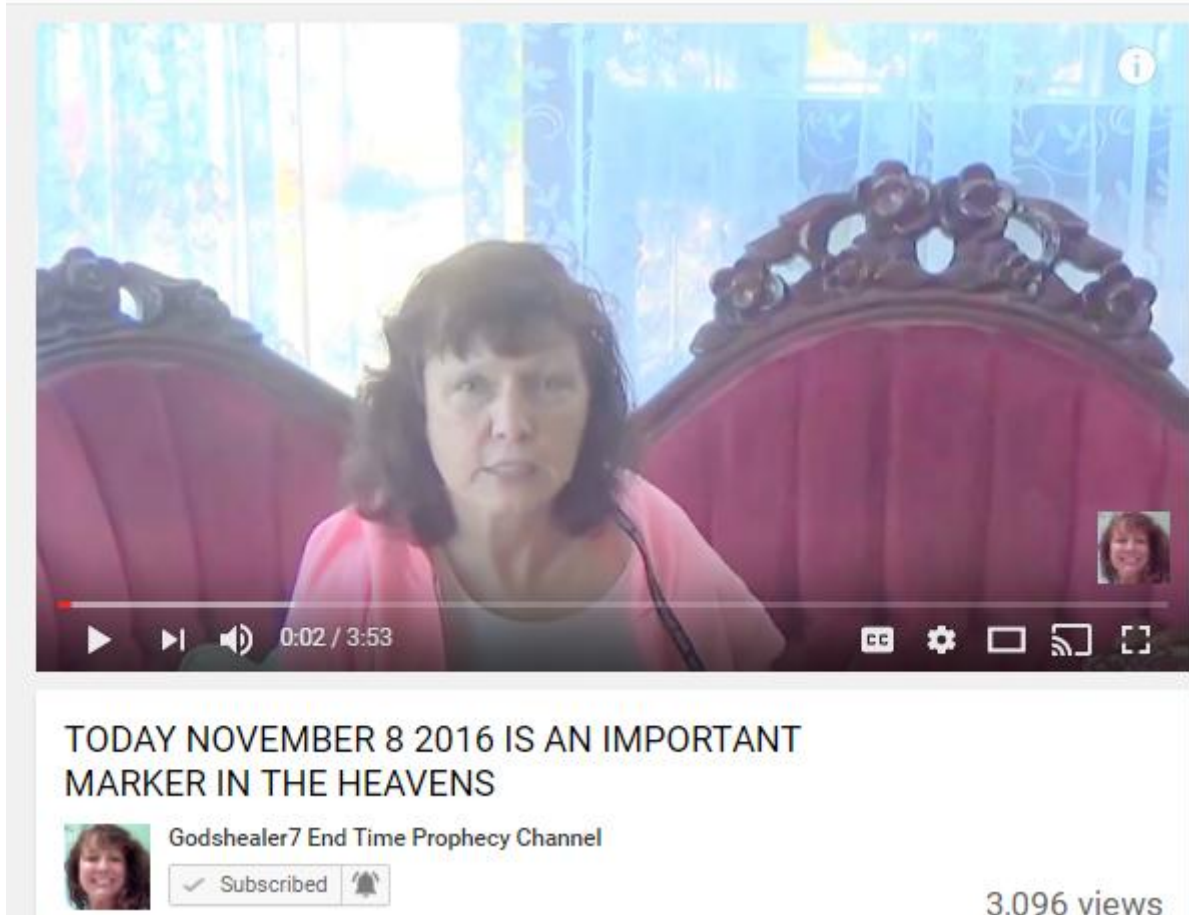 i
0:02 / 3:53
CC
TODAY NOVEMBER 8 2016 IS AN IMPORTANT
MARKER IN THE HEAVENS
Godshealer7 End Time Prophecy Channel
Subscribed
3,096 views